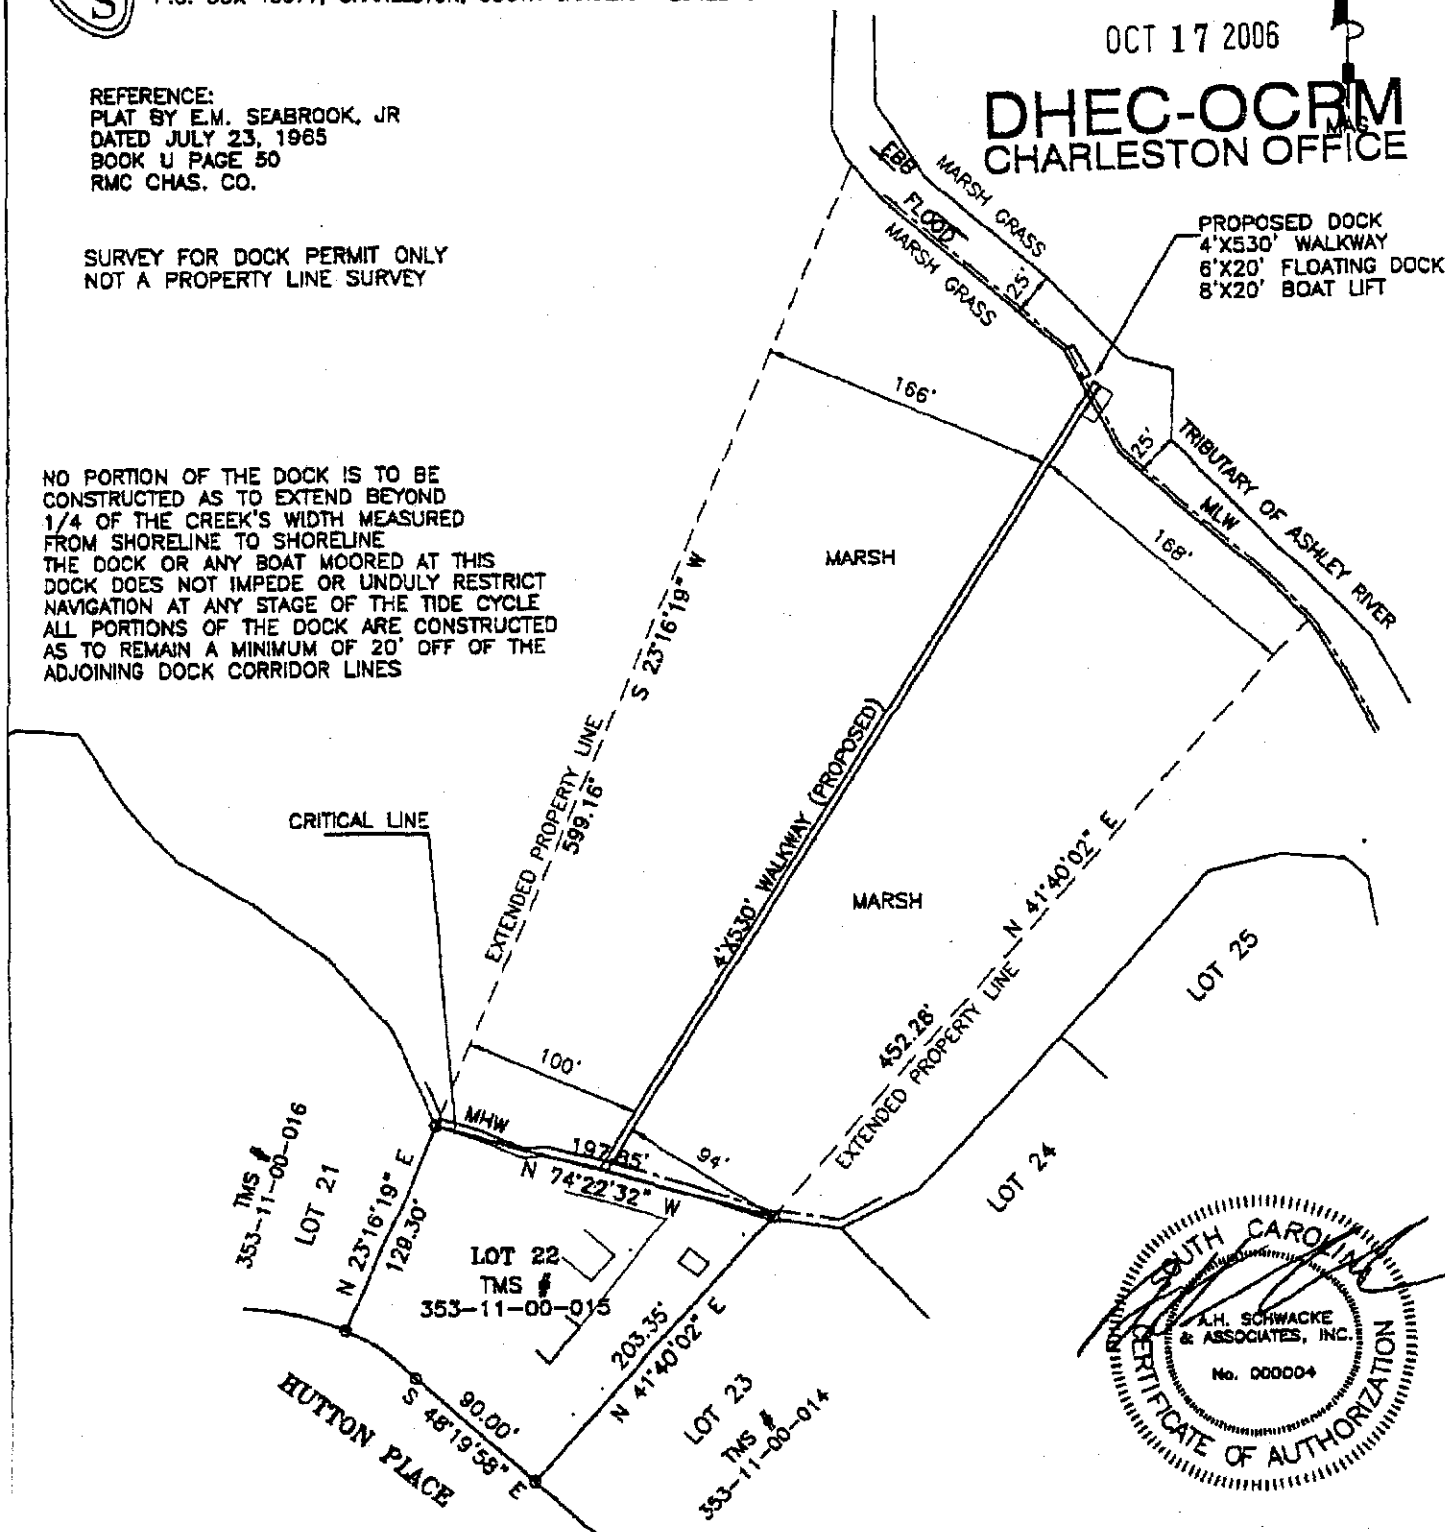 S
OCT 17 2006
DHEC-OCRM
MAG
CHARLESTON OFFICE
REFERENCE:
PLAT BY E.M. SEABROOK, JR
DATED JULY 23, 1965
BOOK U PAGE 50
RMC CHAS. CO.
SURVEY FOR DOCK PERMIT ONLY
NOT A PROPERTY LINE SURVEY
EBB
MARSH GRASS
FLOOD
MARSH GRASS
25'
PROPOSED DOCK
4'X530' WALKWAY
6'X20' FLOATING DOCK
8'X20' BOAT LIFT
166'
25'
TRIBUTARY OF ASHLEY RIVER
MLW
168'
NO PORTION OF THE DOCK IS TO BE
CONSTRUCTED AS TO EXTEND BEYOND
1/4 OF THE CREEK'S WIDTH MEASURED
FROM SHORELINE TO SHORELINE
THE DOCK OR ANY BOAT MOORED AT THIS
DOCK DOES NOT IMPEDE OR UNDULY RESTRICT
NAVIGATION AT ANY STAGE OF THE TIDE CYCLE
ALL PORTIONS OF THE DOCK ARE CONSTRUCTED
AS TO REMAIN A MINIMUM OF 20' OFF OF THE
ADJOINING DOCK CORRIDOR LINES
MARSH
S 23°16'19" W
EXTENDED PROPERTY LINE
599.16'
4'X530' WALKWAY (PROPOSED)
CRITICAL LINE
MARSH
N 41°40'02" E
452.28'
EXTENDED PROPERTY LINE
LOT 25
LOT 24
100'
MHW
197.85'
94'
N 74°22'32" W
TMS #
353-11-00-016
LOT 21
N 23°16'19" E
129.30'
LOT 22
TMS #
353-11-00-015
203.35'
N 41°40'02" E
90.00'
S 48°19'58" E
HUTTON PLACE
LOT 23
TMS #
353-11-00-014
SOUTH CAROLINA
A.H. SCHWACKE
& ASSOCIATES, INC.
No. 000004
CERTIFICATE OF AUTHORIZATION